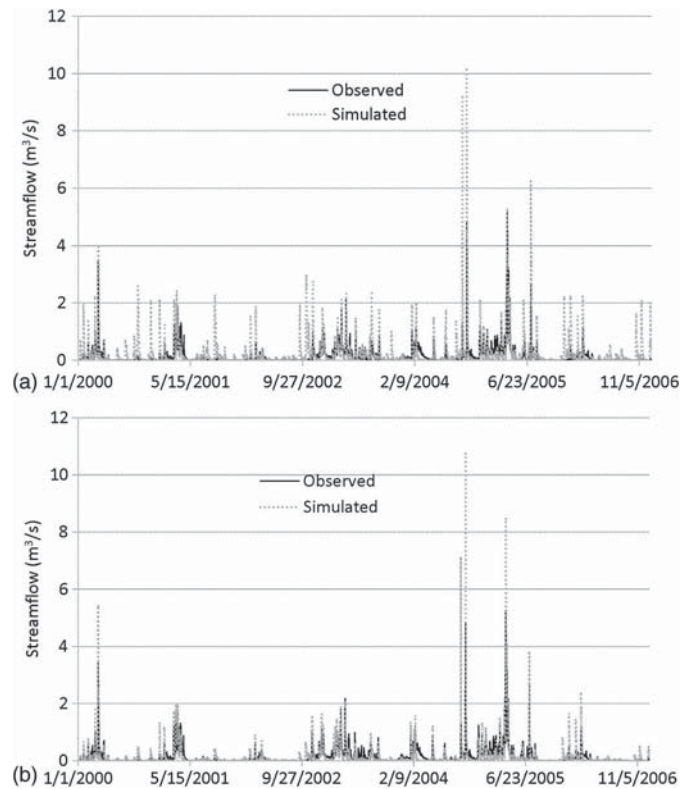 12
10
8
6
4
2
0
Streamflow (m³/s)
Observed
Simulated
(a) 1/1/2000 5/15/2001 9/27/2002 2/9/2004 6/23/2005 11/5/2006
12
10
8
6
4
2
0
Streamflow (m³/s)
Observed
Simulated
(b) 1/1/2000 5/15/2001 9/27/2002 2/9/2004 6/23/2005 11/5/2006